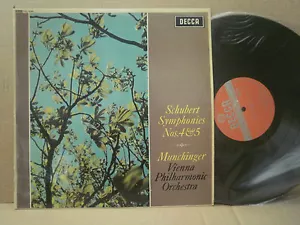 DECCA
Schubert
Symphonies
Nos.4&5
Munchinger
Vienna
Philharmonic
Orchestra